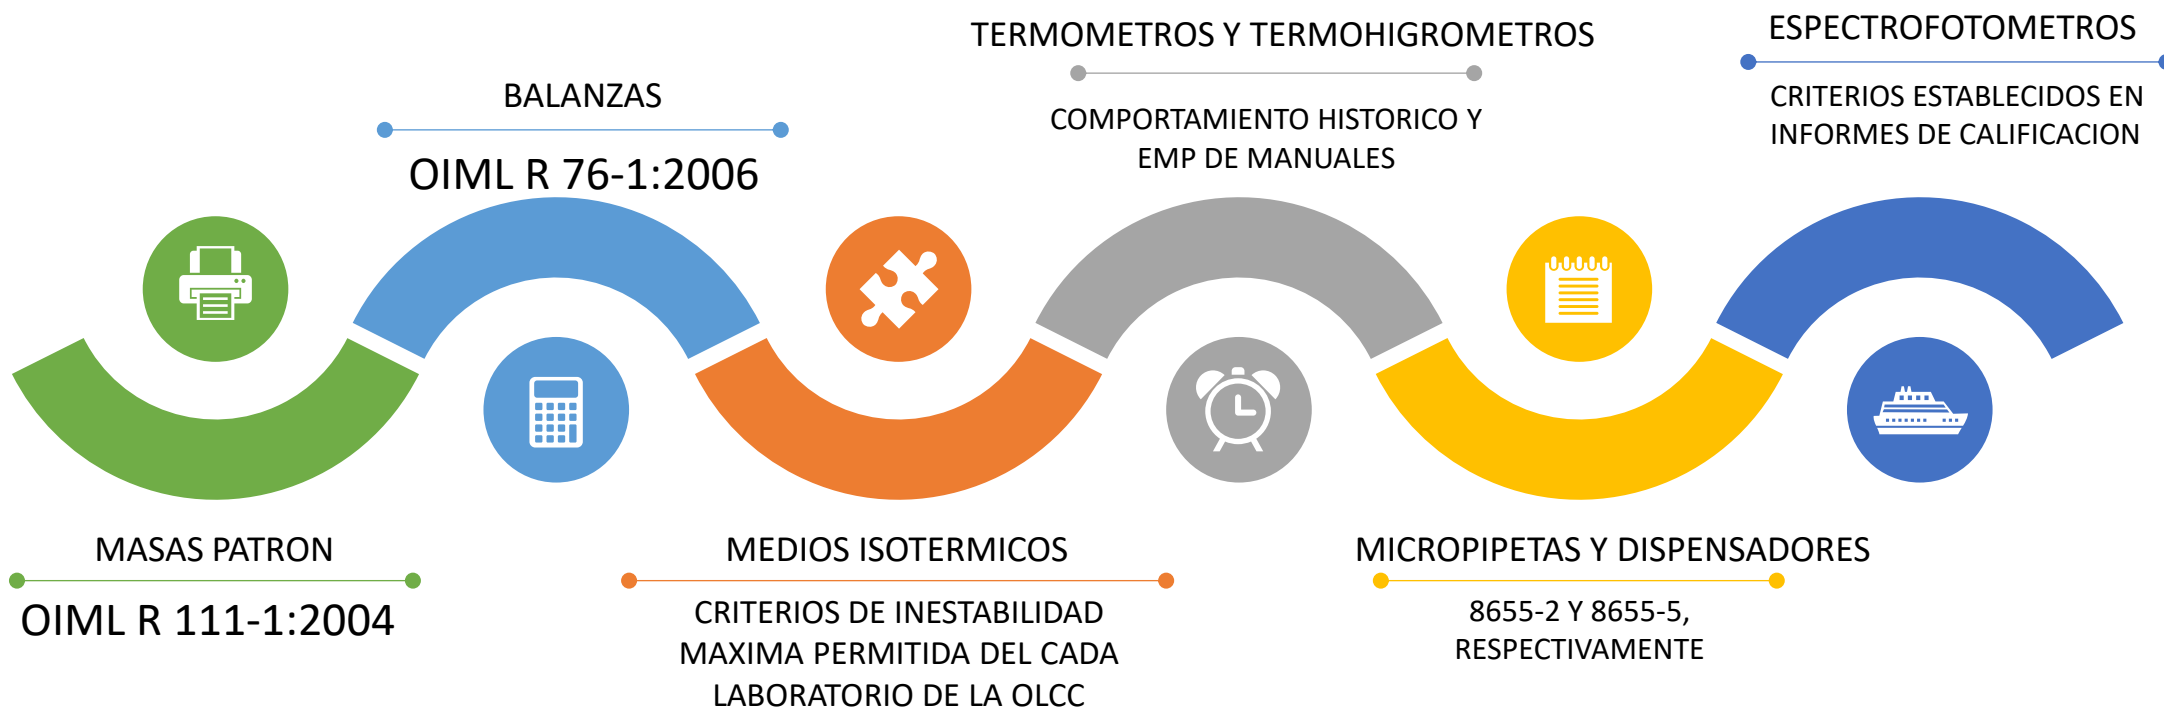 MASAS PATRON
OIML R 111-1:2004
BALANZAS
OIML R 76-1:2006
MEDIOS ISOTERMICOS
CRITERIOS DE INESTABILIDAD
MAXIMA PERMITIDA DEL CADA
LABORATORIO DE LA OLCC
TERMOMETROS Y TERMOHIGROMETROS
COMPORTAMIENTO HISTORICO Y
EMP DE MANUALES
MICROPIPETAS Y DISPENSADORES
8655-2 Y 8655-5,
RESPECTIVAMENTE
ESPECTROFOTOMETROS
CRITERIOS ESTABLECIDOS EN
INFORMES DE CALIFICACION